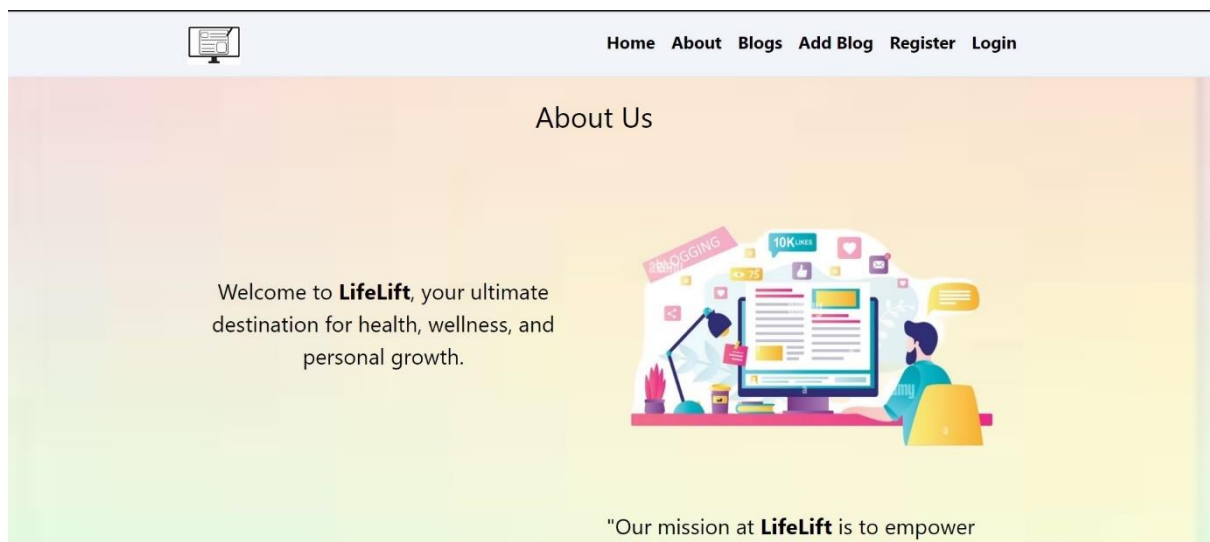 Home About Blogs Add Blog Register Login
About Us
BLOGGING
10K LIKES
75
Welcome to LifeLift, your ultimate
destination for health, wellness, and
personal growth.
"Our mission at LifeLift is to empower